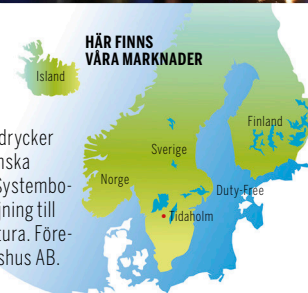 HÄR FINNS
VÅRA MARKNADER
Island
Finland
Sverige
Norge
Duty-Free
Tidaholm
drycker
nska
Systembo-
jning till
tura. Före-
shus AB.